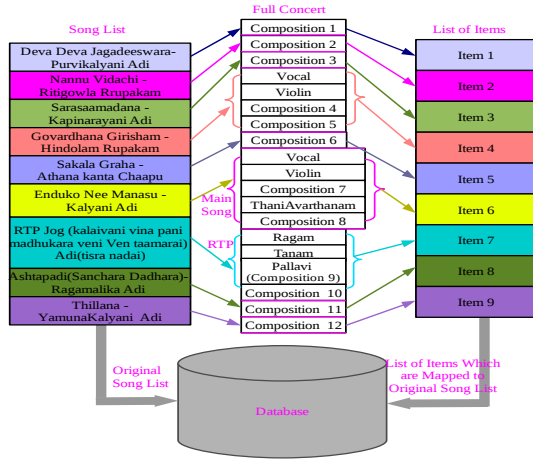 Song List
Deva Deva Jagadeeswara-
Purvikalyani Adi
Nannu Vidachi -
Ritigowla Rrupakam
Sarasaamadana -
Kapinarayani Adi
Govardhana Girisham -
Hindolam Rupakam
Sakala Graha -
Athana kanta Chaapu
Enduko Nee Manasu -
Kalyani Adi
RTP Jog (kalaivani vina pani
madhukara veni Ven taamarai)
Adi(tisra nadai)
Ashtapadi(Sanchara Dadhara)-
Ragamalika Adi
Thillana -
YamunaKalyani Adi
Full Concert
Composition 1
Composition 2
Composition 3
Vocal
Violin
Composition 4
Composition 5
Composition 6
Vocal
Violin
Composition 7
ThaniAvarthanam
Composition 8
Main
Song
Ragam
Tanam
Pallavi
(Composition 9)
RTP
Composition 10
Composition 11
Composition 12
List of Items
Item 1
Item 2
Item 3
Item 4
Item 5
Item 6
Item 7
Item 8
Item 9
Original
Song List
Database
List of Items Which
are Mapped to
Original Song List